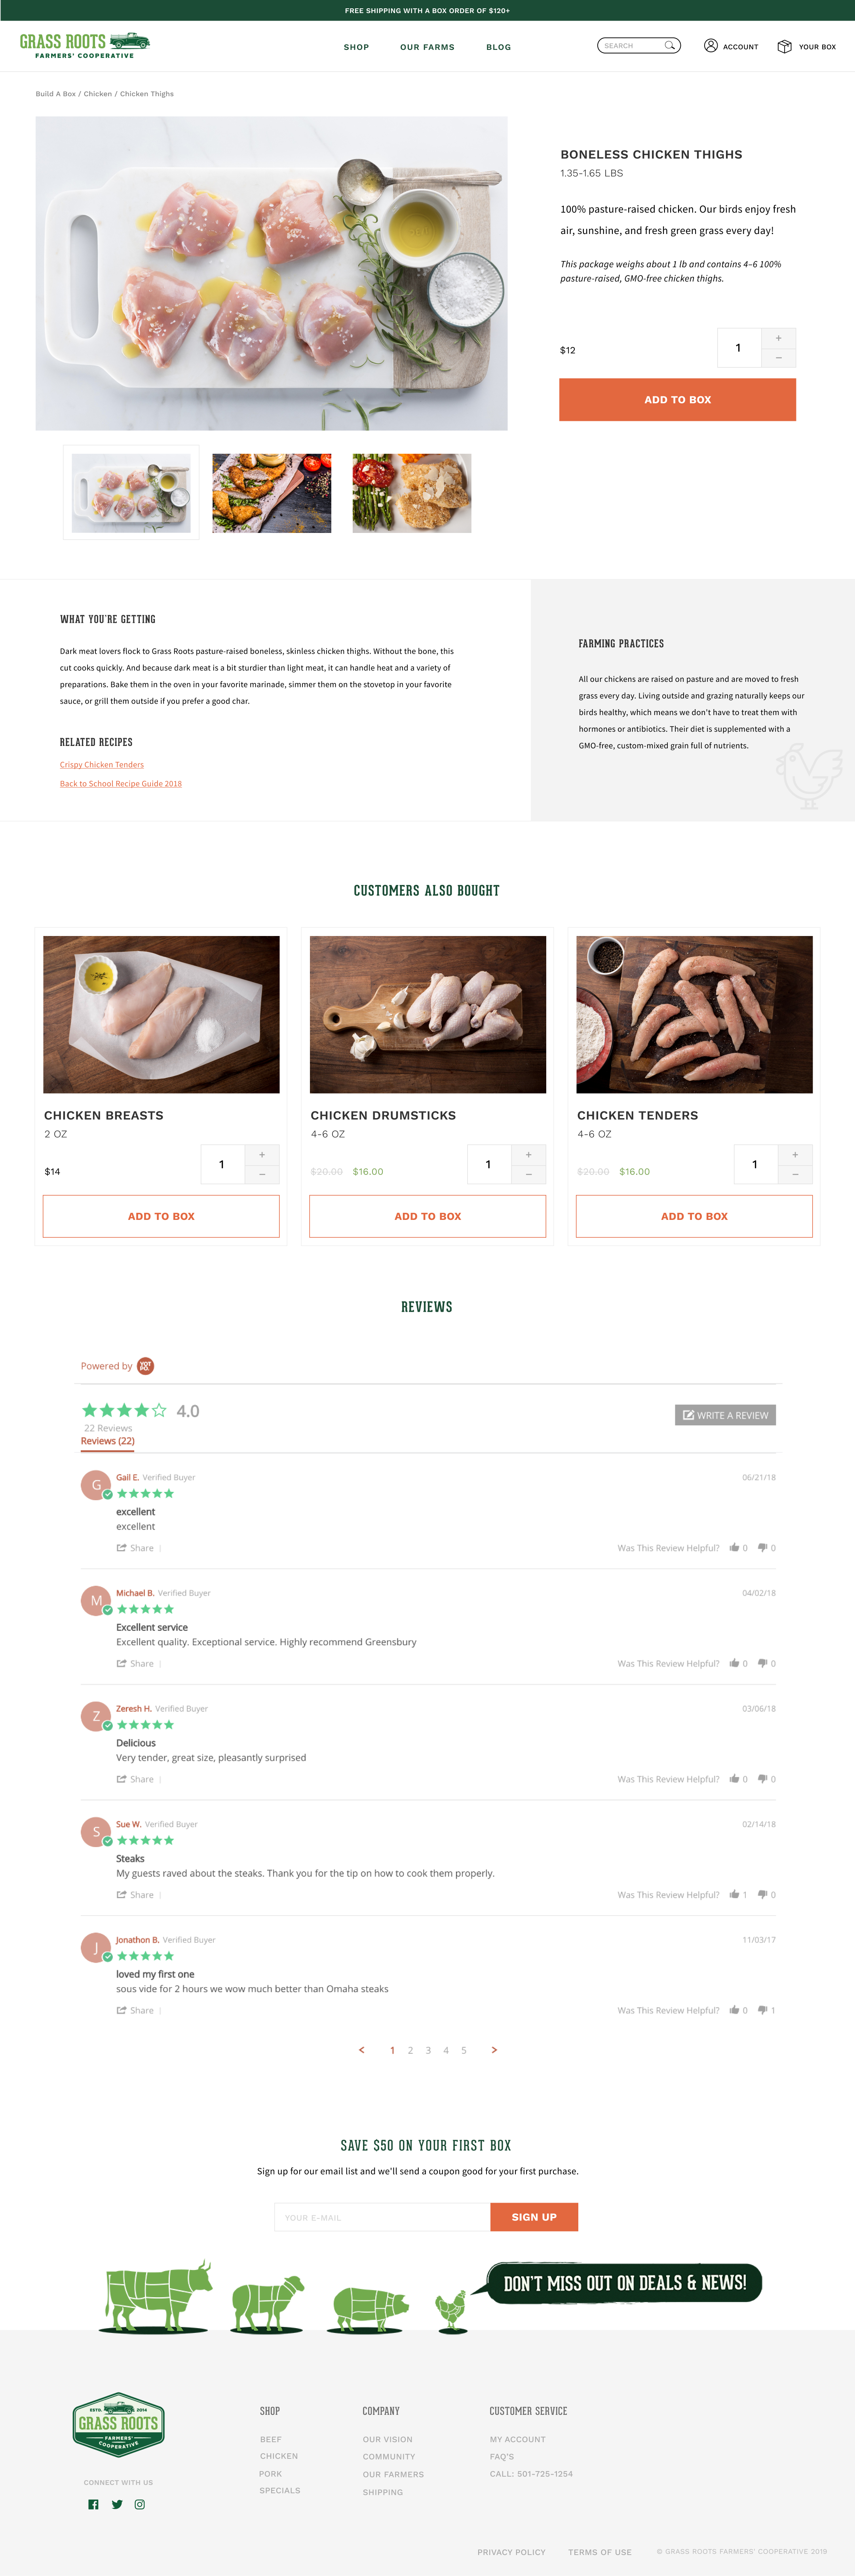 FREE SHIPPING WITH A BOX ORDER OF $120+
GRASS ROOTS
FARMERS' COOPERATIVE
SHOP
OUR FARMS
BLOG
SEARCH
ACCOUNT
YOUR BOX
Build A Box / Chicken / Chicken Thighs
BONELESS CHICKEN THIGHS
1.35-1.65 LBS
100% pasture-raised chicken. Our birds enjoy fresh
air, sunshine, and fresh green grass every day!
This package weighs about 1 lb and contains 4–6 100%
pasture-raised, GMO-free chicken thighs.
$12
1
+
−
ADD TO BOX
WHAT YOU'RE GETTING
Dark meat lovers flock to Grass Roots pasture-raised boneless, skinless chicken thighs. Without the bone, this
cut cooks quickly. And because dark meat is a bit sturdier than light meat, it can handle heat and a variety of
preparations. Bake them in the oven in your favorite marinade, simmer them on the stovetop in your favorite
sauce, or grill them outside if you prefer a good char.
RELATED RECIPES
Crispy Chicken Tenders
Back to School Recipe Guide 2018
FARMING PRACTICES
All our chickens are raised on pasture and are moved to fresh
grass every day. Living outside and grazing naturally keeps our
birds healthy, which means we don't have to treat them with
hormones or antibiotics. Their diet is supplemented with a
GMO-free, custom-mixed grain full of nutrients.
CUSTOMERS ALSO BOUGHT
CHICKEN BREASTS
2 OZ
$14
1
+
−
ADD TO BOX
CHICKEN DRUMSTICKS
4-6 OZ
$20.00 $16.00
1
+
−
ADD TO BOX
CHICKEN TENDERS
4-6 OZ
$20.00 $16.00
1
+
−
ADD TO BOX
REVIEWS
Powered by YOTPO.
4.0
22 Reviews
WRITE A REVIEW
Reviews (22)
G
Gail E. Verified Buyer
06/21/18
excellent
excellent
Share |
Was This Review Helpful? 0 0
M
Michael B. Verified Buyer
04/02/18
Excellent service
Excellent quality. Exceptional service. Highly recommend Greensbury
Share |
Was This Review Helpful? 0 0
Z
Zeresh H. Verified Buyer
03/06/18
Delicious
Very tender, great size, pleasantly surprised
Share |
Was This Review Helpful? 0 0
S
Sue W. Verified Buyer
02/14/18
Steaks
My guests raved about the steaks. Thank you for the tip on how to cook them properly.
Share |
Was This Review Helpful? 1 0
J
Jonathon B. Verified Buyer
11/03/17
loved my first one
sous vide for 2 hours we wow much better than Omaha steaks
Share |
Was This Review Helpful? 0 1
< 1 2 3 4 5 >
SAVE $50 ON YOUR FIRST BOX
Sign up for our email list and we'll send a coupon good for your first purchase.
YOUR E-MAIL
SIGN UP
DON'T MISS OUT ON DEALS & NEWS!
ESTD. 2014
GRASS ROOTS
FARMERS'
COOPERATIVE
CONNECT WITH US
SHOP
BEEF
CHICKEN
PORK
SPECIALS
COMPANY
OUR VISION
COMMUNITY
OUR FARMERS
SHIPPING
CUSTOMER SERVICE
MY ACCOUNT
FAQ'S
CALL: 501-725-1254
PRIVACY POLICY
TERMS OF USE
© GRASS ROOTS FARMERS' COOPERATIVE 2019